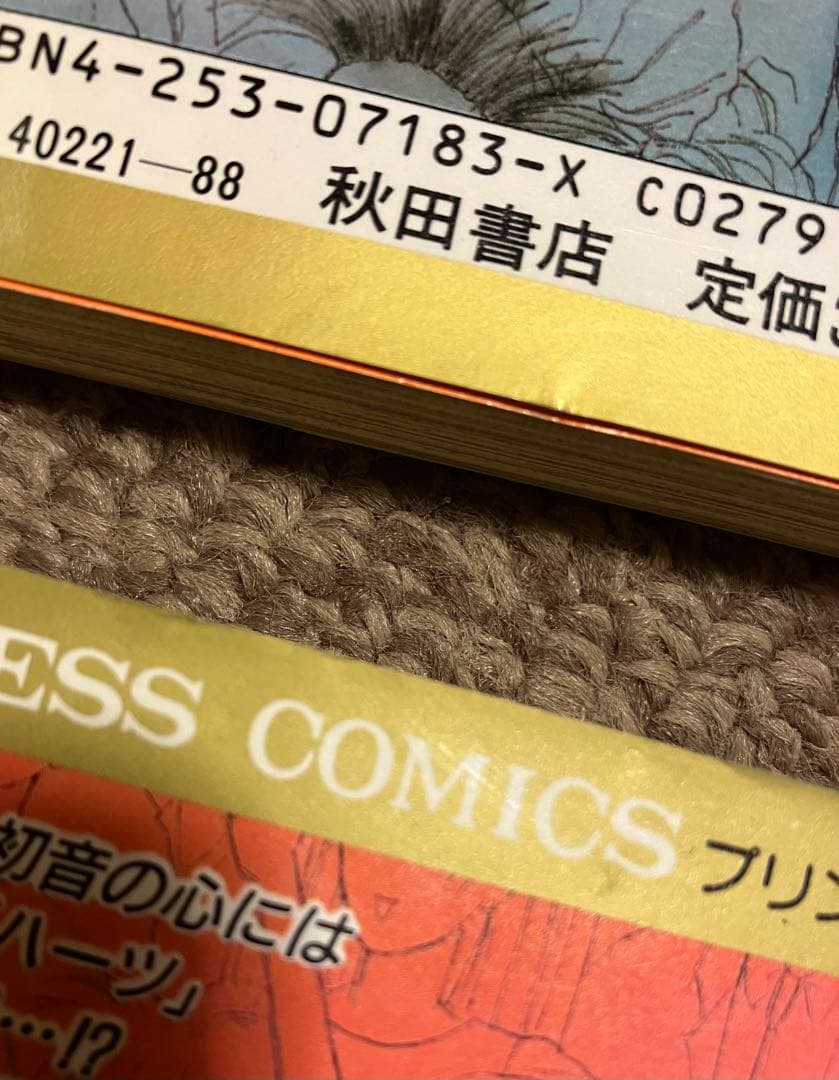 BN4-253-07183-X C0279
40221—88 秋田書店 定価
ESS COMICS プリン
初音の心には
ハーツ」
…!?